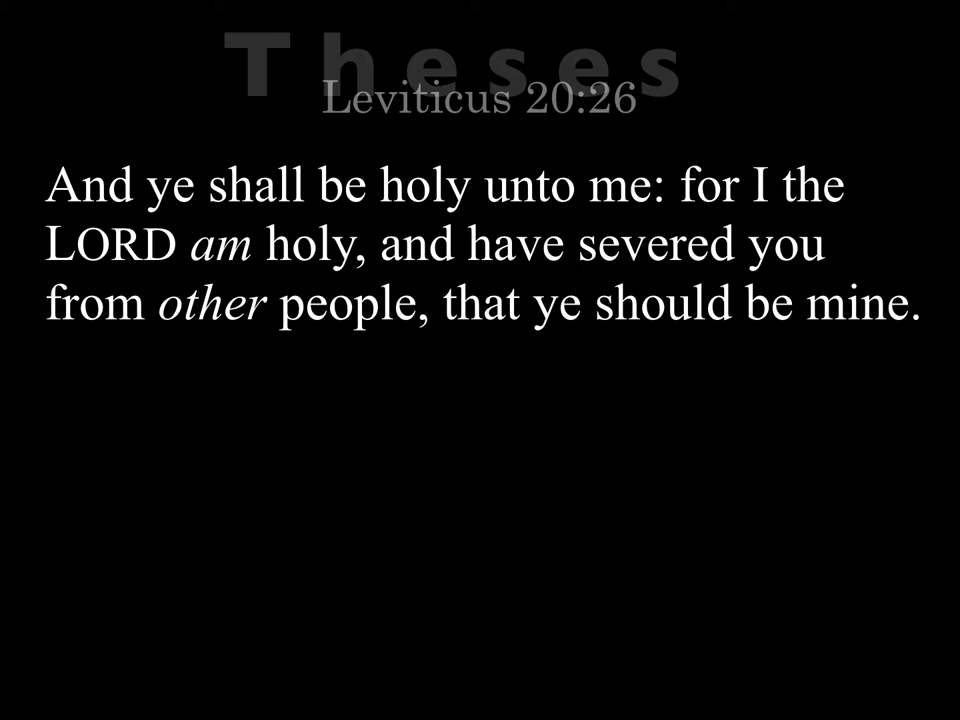 Theses
Leviticus 20:26
And ye shall be holy unto me: for I the
LORD am holy, and have severed you
from other people, that ye should be mine.